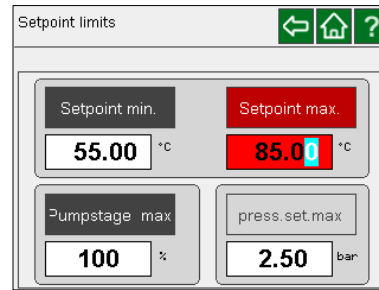 Setpoint limits
?
Setpoint min.
Setpoint max.
55.00 °C
85.00 °C
Pumpstage max
press.set.max
100 %
2.50 bar